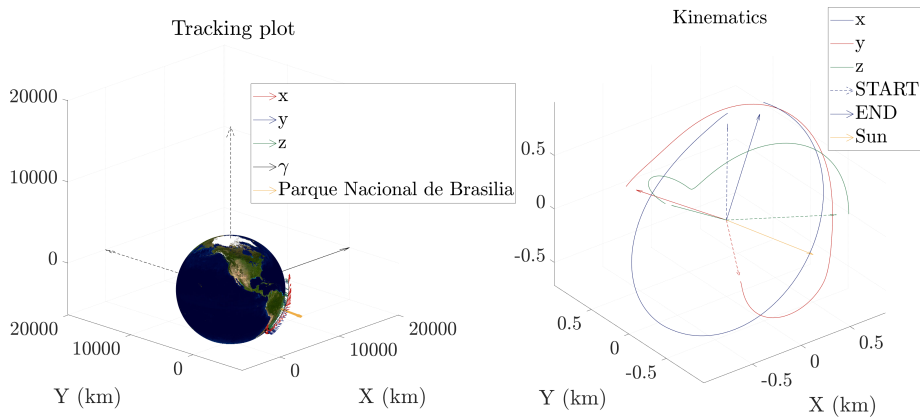 Tracking plot
20000
10000
0
20000
10000
0
Y (km)
0
10000
20000
X (km)
x
y
z
γ
Parque Nacional de Brasilia
Kinematics
0.5
0
-0.5
0.5
0
-0.5
Y (km)
-0.5
0
0.5
X (km)
x
y
z
START
END
Sun